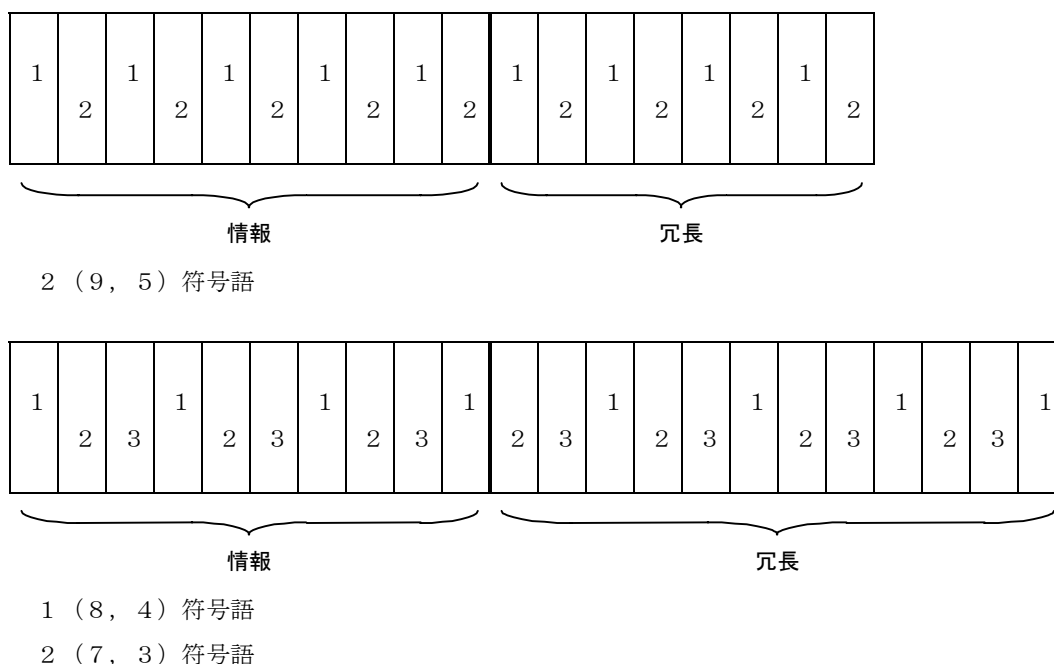 1 2 1 2 1 2 1 2 1 2 1 2 1 2 1 2 1 2
情報 冗長
2(9,5)符号語
1 2 3 1 2 3 1 2 3 1 2 3 1 2 3 1 2 3 1 2 3 1
情報 冗長
1(8,4)符号語
2(7,3)符号語